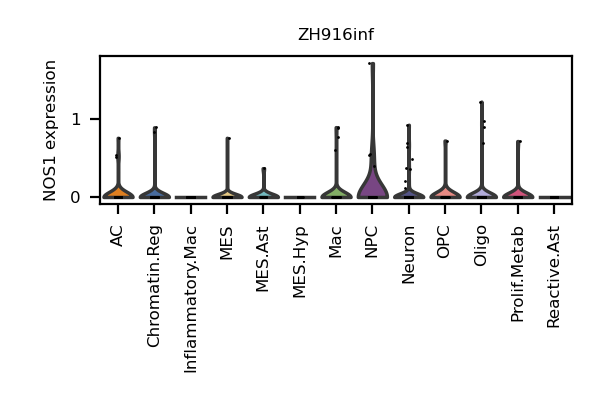 ZH916inf
NOS1 expression
1
0
AC
Chromatin.Reg
Inflammatory.Mac
MES
MES.Ast
MES.Hyp
Mac
NPC
Neuron
OPC
Oligo
Prolif.Metab
Reactive.Ast